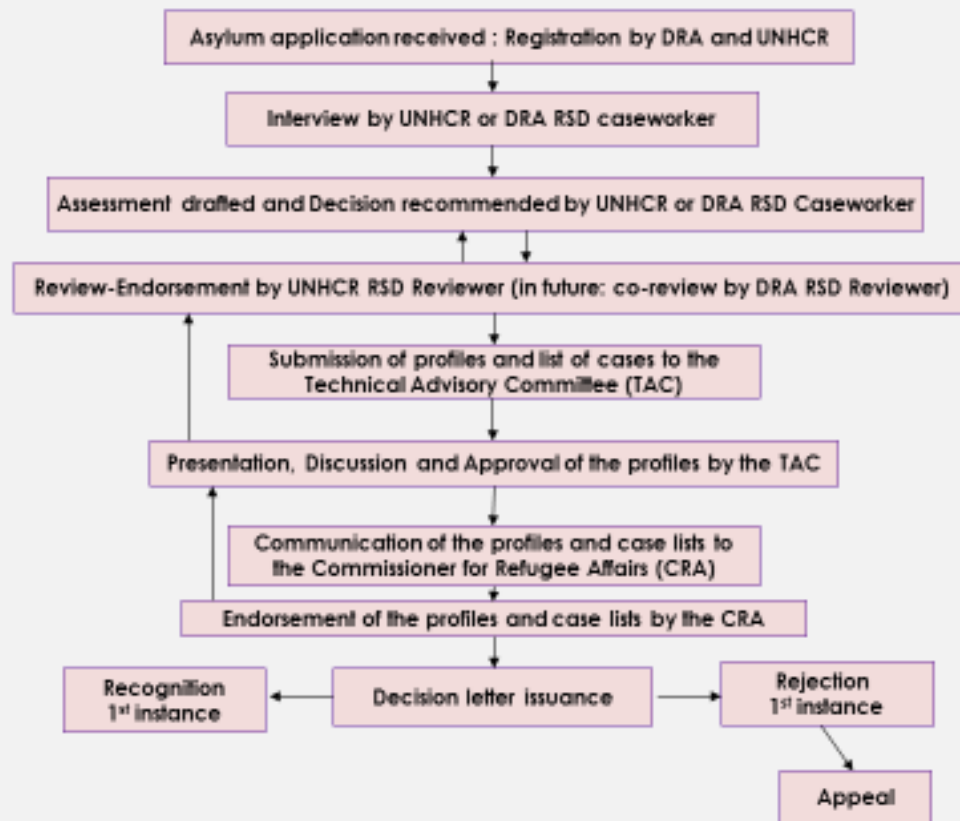 Asylum application received : Registration by DRA and UNHCR
Interview by UNHCR or DRA RSD caseworker
Assessment drafted and Decision recommended by UNHCR or DRA RSD Caseworker
Review-Endorsement by UNHCR RSD Reviewer (in future: co-review by DRA RSD Reviewer)
Submission of profiles and list of cases to the
Technical Advisory Committee (TAC)
Presentation, Discussion and Approval of the profiles by the TAC
Communication of the profiles and case lists to
the Commissioner for Refugee Affairs (CRA)
Endorsement of the profiles and case lists by the CRA
Recognition
1st instance
Decision letter issuance
Rejection
1st instance
Appeal